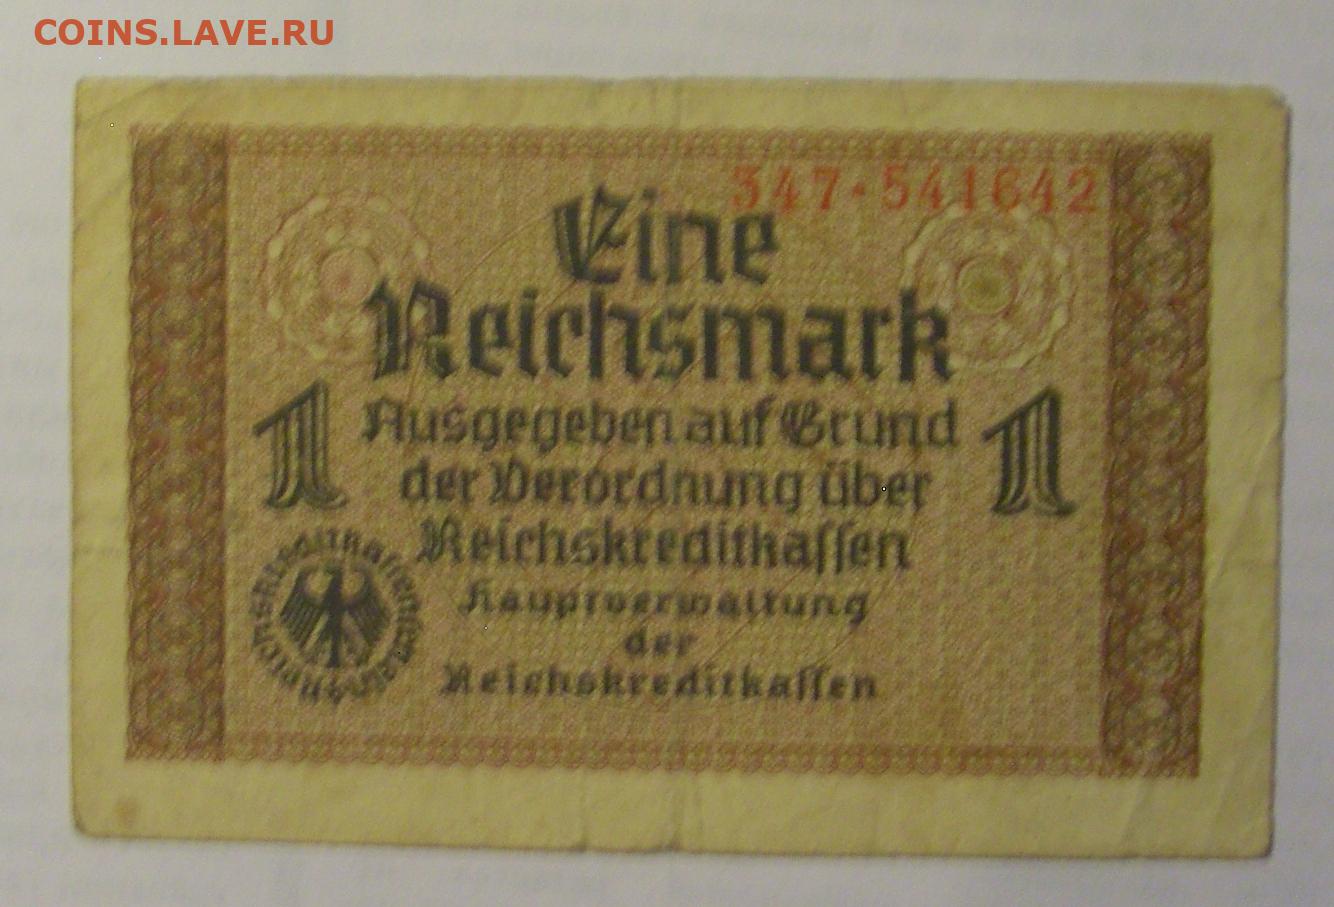 COINS.LAVE.RU
347·541642
Eine
Reichsmark
1 1
Ausgegeben auf Grund
der Verordnung über
Reichskreditkassen
Hauptverwaltung
der
Reichskreditkassen